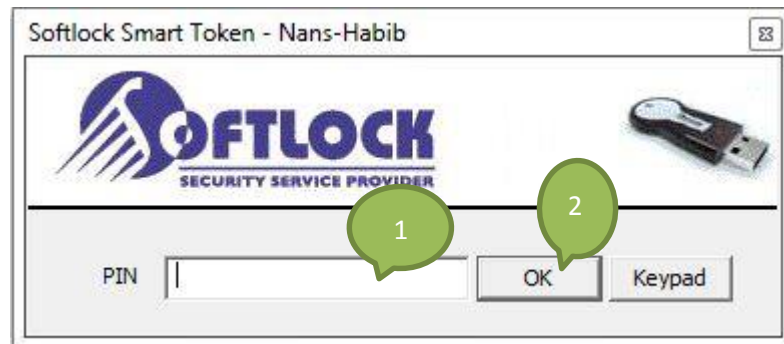 Softlock Smart Token - Nans-Habib
SOFTLOCK
SECURITY SERVICE PROVIDER
1
2
PIN
OK
Keypad